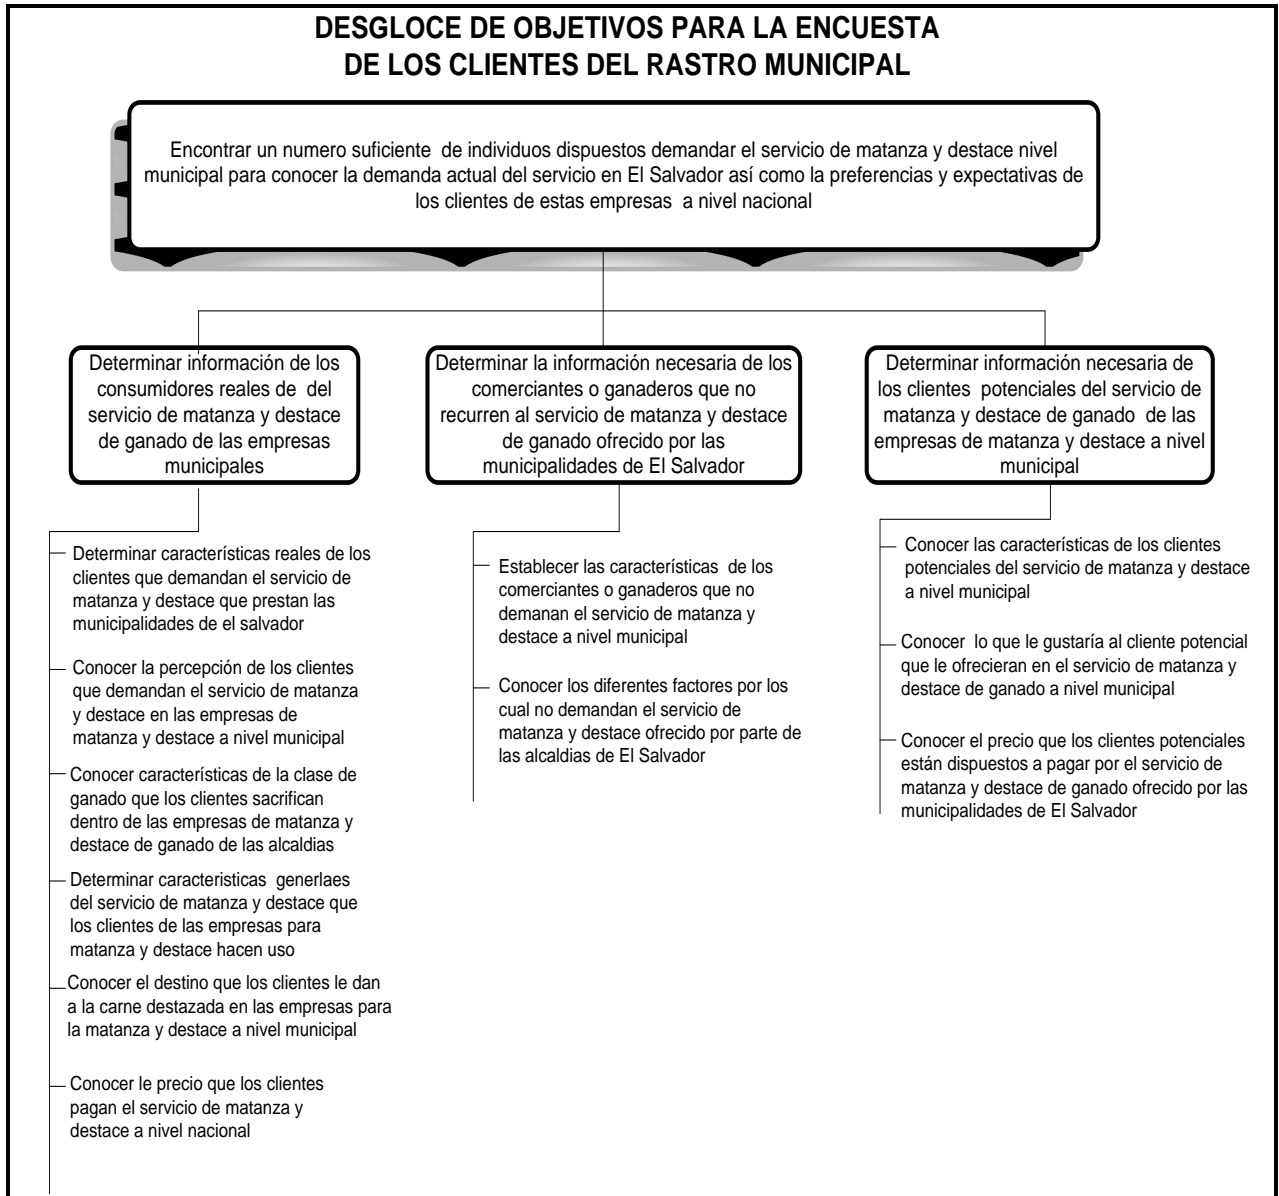 DESGLOCE DE OBJETIVOS PARA LA ENCUESTA
DE LOS CLIENTES DEL RASTRO MUNICIPAL
Encontrar un numero suficiente de individuos dispuestos demandar el servicio de matanza y destace nivel
municipal para conocer la demanda actual del servicio en El Salvador así como la preferencias y expectativas de
los clientes de estas empresas a nivel nacional
Determinar información de los
consumidores reales de del
servicio de matanza y destace
de ganado de las empresas
municipales
Determinar características reales de los
clientes que demandan el servicio de
matanza y destace que prestan las
municipalidades de el salvador
Conocer la percepción de los clientes
que demandan el servicio de matanza
y destace en las empresas de
matanza y destace a nivel municipal
Conocer características de la clase de
ganado que los clientes sacrifican
dentro de las empresas de matanza y
destace de ganado de las alcaldias
Determinar caracteristicas generlaes
del servicio de matanza y destace que
los clientes de las empresas para
matanza y destace hacen uso
Conocer el destino que los clientes le dan
a la carne destazada en las empresas para
la matanza y destace a nivel municipal
Conocer le precio que los clientes
pagan el servicio de matanza y
destace a nivel nacional
Determinar la información necesaria de los
comerciantes o ganaderos que no
recurren al servicio de matanza y destace
de ganado ofrecido por las
municipalidades de El Salvador
Establecer las características de los
comerciantes o ganaderos que no
demanan el servicio de matanza y
destace a nivel municipal
Conocer los diferentes factores por los
cual no demandan el servicio de
matanza y destace ofrecido por parte de
las alcaldias de El Salvador
Determinar información necesaria de
los clientes potenciales del servicio de
matanza y destace de ganado de las
empresas de matanza y destace a nivel
municipal
Conocer las características de los clientes
potenciales del servicio de matanza y destace
a nivel municipal
Conocer lo que le gustaría al cliente potencial
que le ofrecieran en el servicio de matanza y
destace de ganado a nivel municipal
Conocer el precio que los clientes potenciales
están dispuestos a pagar por el servicio de
matanza y destace de ganado ofrecido por las
municipalidades de El Salvador